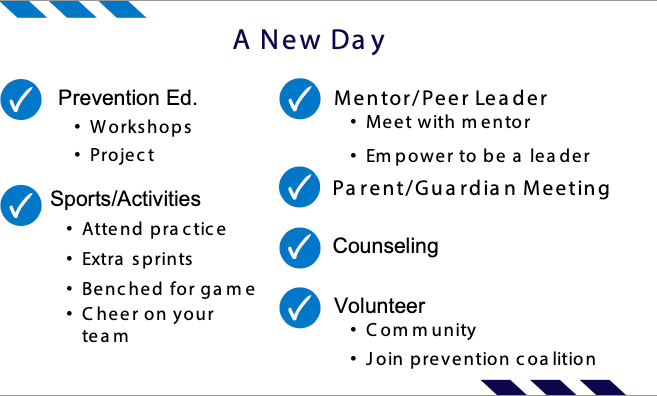 A New Day
Prevention Ed.
• Workshops
• Project
Sports/Activities
• Attend practice
• Extra sprints
• Benched for game
• Cheer on your
team
Mentor/Peer Leader
• Meet with mentor
• Empower to be a leader
Parent/Guardian Meeting
Counseling
Volunteer
• Community
• Join prevention coalition